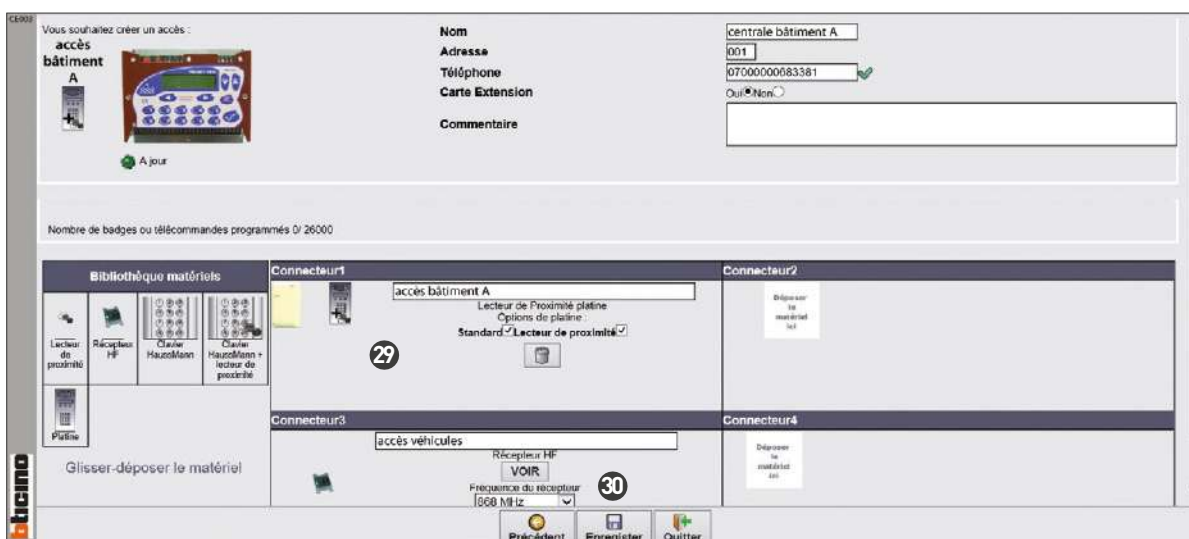 CE003
Vous souhaitez créer un accès :
accès
bâtiment
A
A jour
Nom
centrale bâtiment A
Adresse
001
Téléphone
07000000683381
Carte Extension
Oui Non
Commentaire
Nombre de badges ou télécommandes programmés 0/ 26000
Bibliothèque matériels
Lecteur
de
proximité
Récepteur
HF
Clavier
HaussMann
Clavier
HaussMann +
lecteur de
proximité
Platine
Glisser-déposer le matériel
Connecteur1
accès bâtiment A
Lecteur de Proximité platine
Options de platine :
Standard Lecteur de proximité
29
Connecteur2
Déposer
le
matériel
ici
Connecteur3
accès véhicules
Récepteur HF
VOIR
Fréquence du récepteur
868 MHz
30
Connecteur4
Déposer
le
matériel
ici
Précédent
Enregistrer
Quitter
bticino